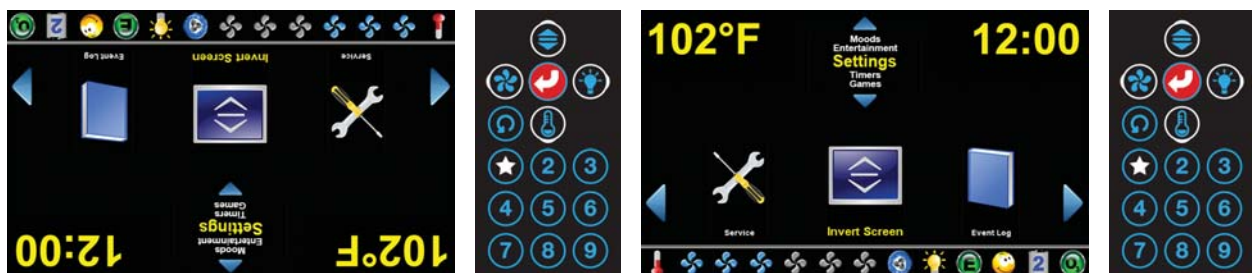 Event Log
Invert Screen
Service
Games
Timers
Settings
Entertainment
Moods
12:00
102°F
2
3
4
5
6
7
8
9
102°F
Moods
Entertainment
Settings
Timers
Games
12:00
Service
Invert Screen
Event Log
2
E
2
2
3
4
5
6
7
8
9